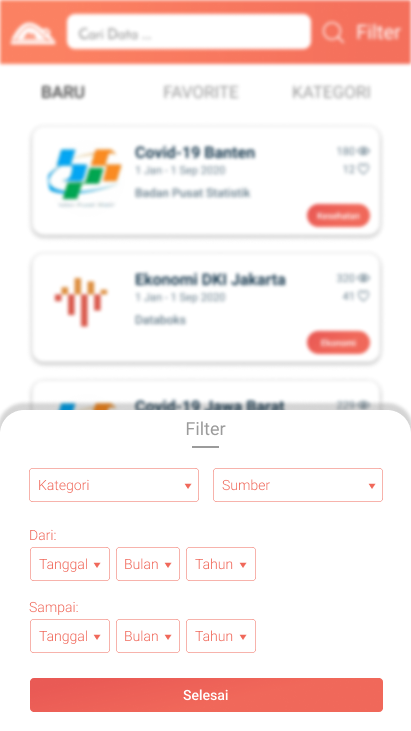 Cari Data ...
Filter
BARU FAVORITE KATEGORI
Covid-19 Banten
180
1 Jan - 1 Sep 2020
12
Badan Pusat Statistik
Kesehatan
Ekonomi DKI Jakarta
320
1 Jan - 1 Sep 2020
41
Databoks
Ekonomi
Covid-19 Jawa Barat
229
Filter
Kategori Sumber
Dari:
Tanggal Bulan Tahun
Sampai:
Tanggal Bulan Tahun
Selesai